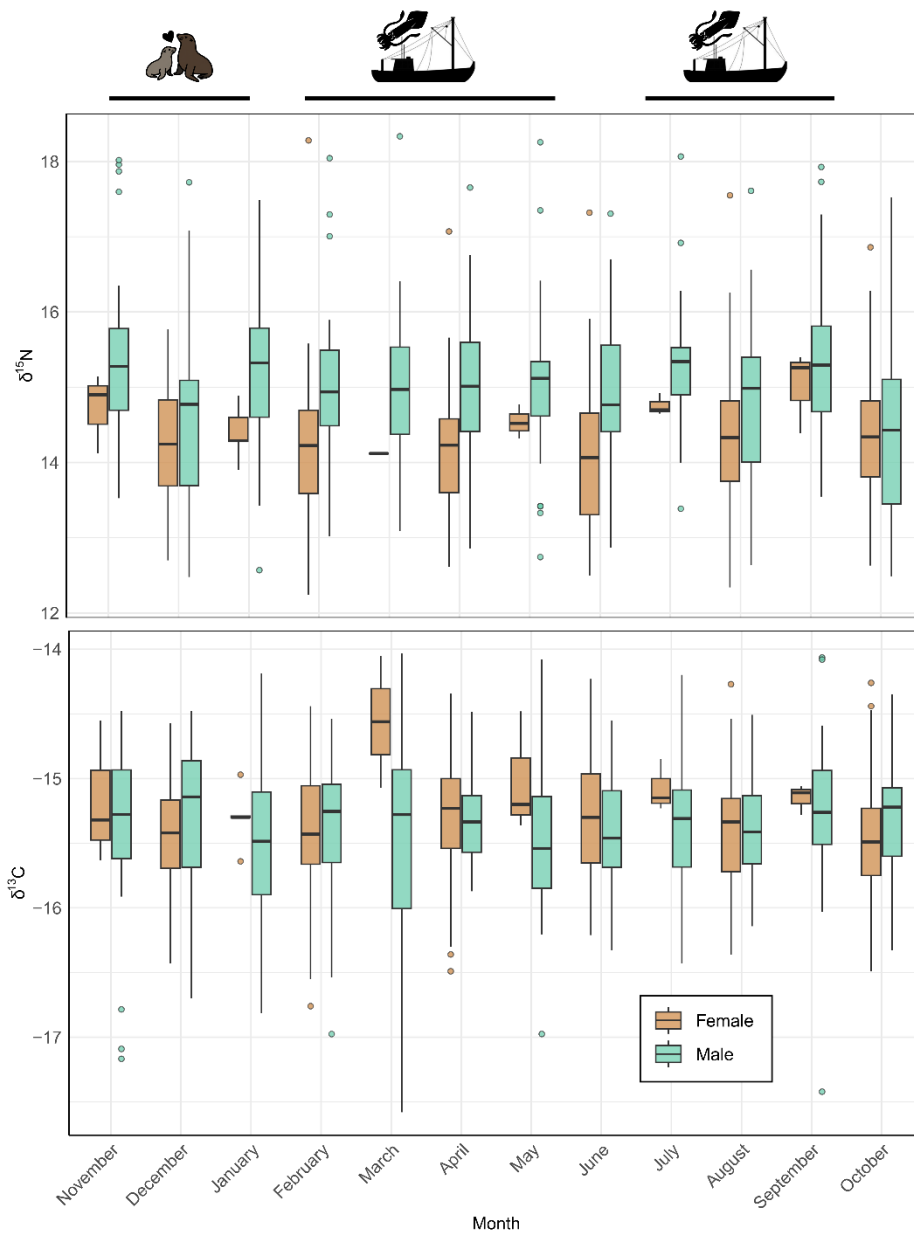 18
16
δ¹⁵N
14
12
−14
−15
δ¹³C
−16
−17
Female
Male
November
December
January
February
March
April
May
June
July
August
September
October
Month